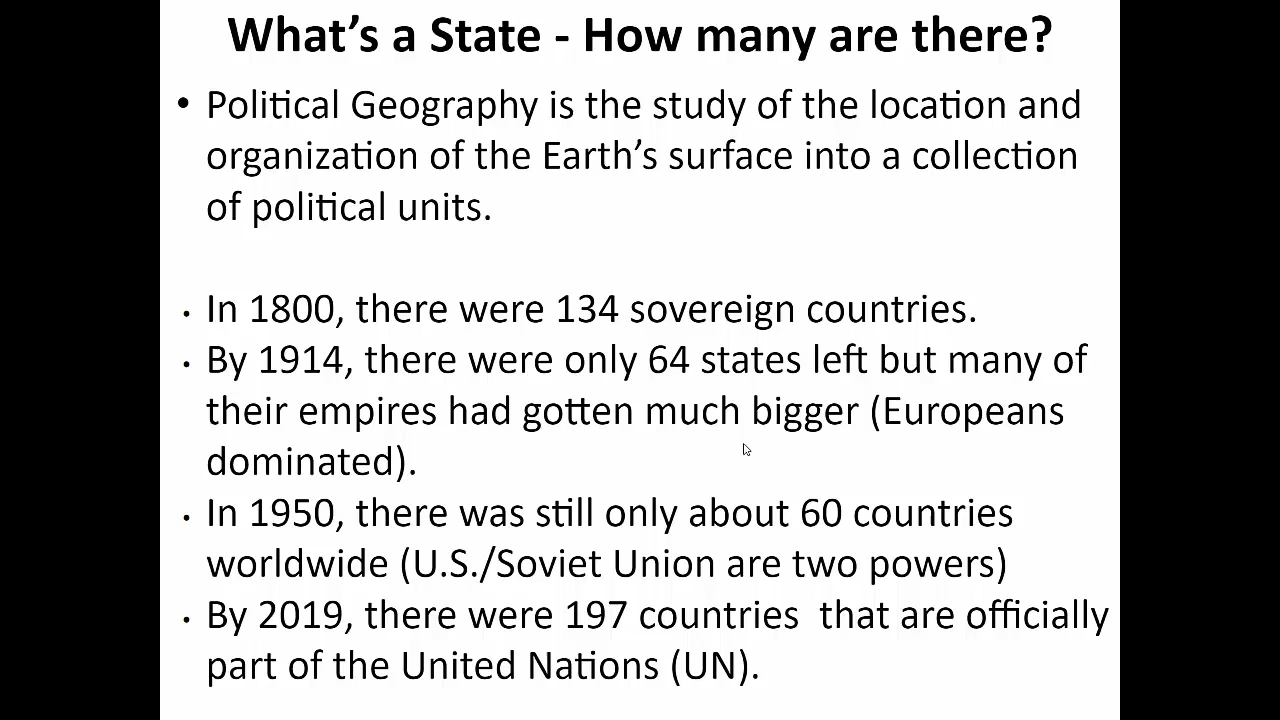 What’s a State - How many are there?
• Political Geography is the study of the location and
organization of the Earth’s surface into a collection
of political units.
• In 1800, there were 134 sovereign countries.
• By 1914, there were only 64 states left but many of
their empires had gotten much bigger (Europeans
dominated).
• In 1950, there was still only about 60 countries
worldwide (U.S./Soviet Union are two powers)
• By 2019, there were 197 countries  that are officially
part of the United Nations (UN).